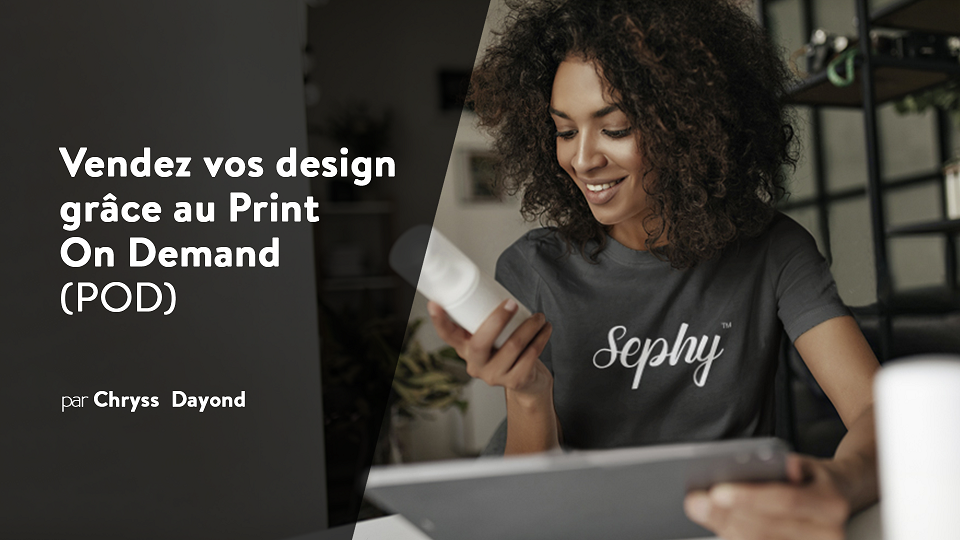 Vendez vos design
grâce au Print
On Demand
(POD)
par Chryss Dayond
Sephy™